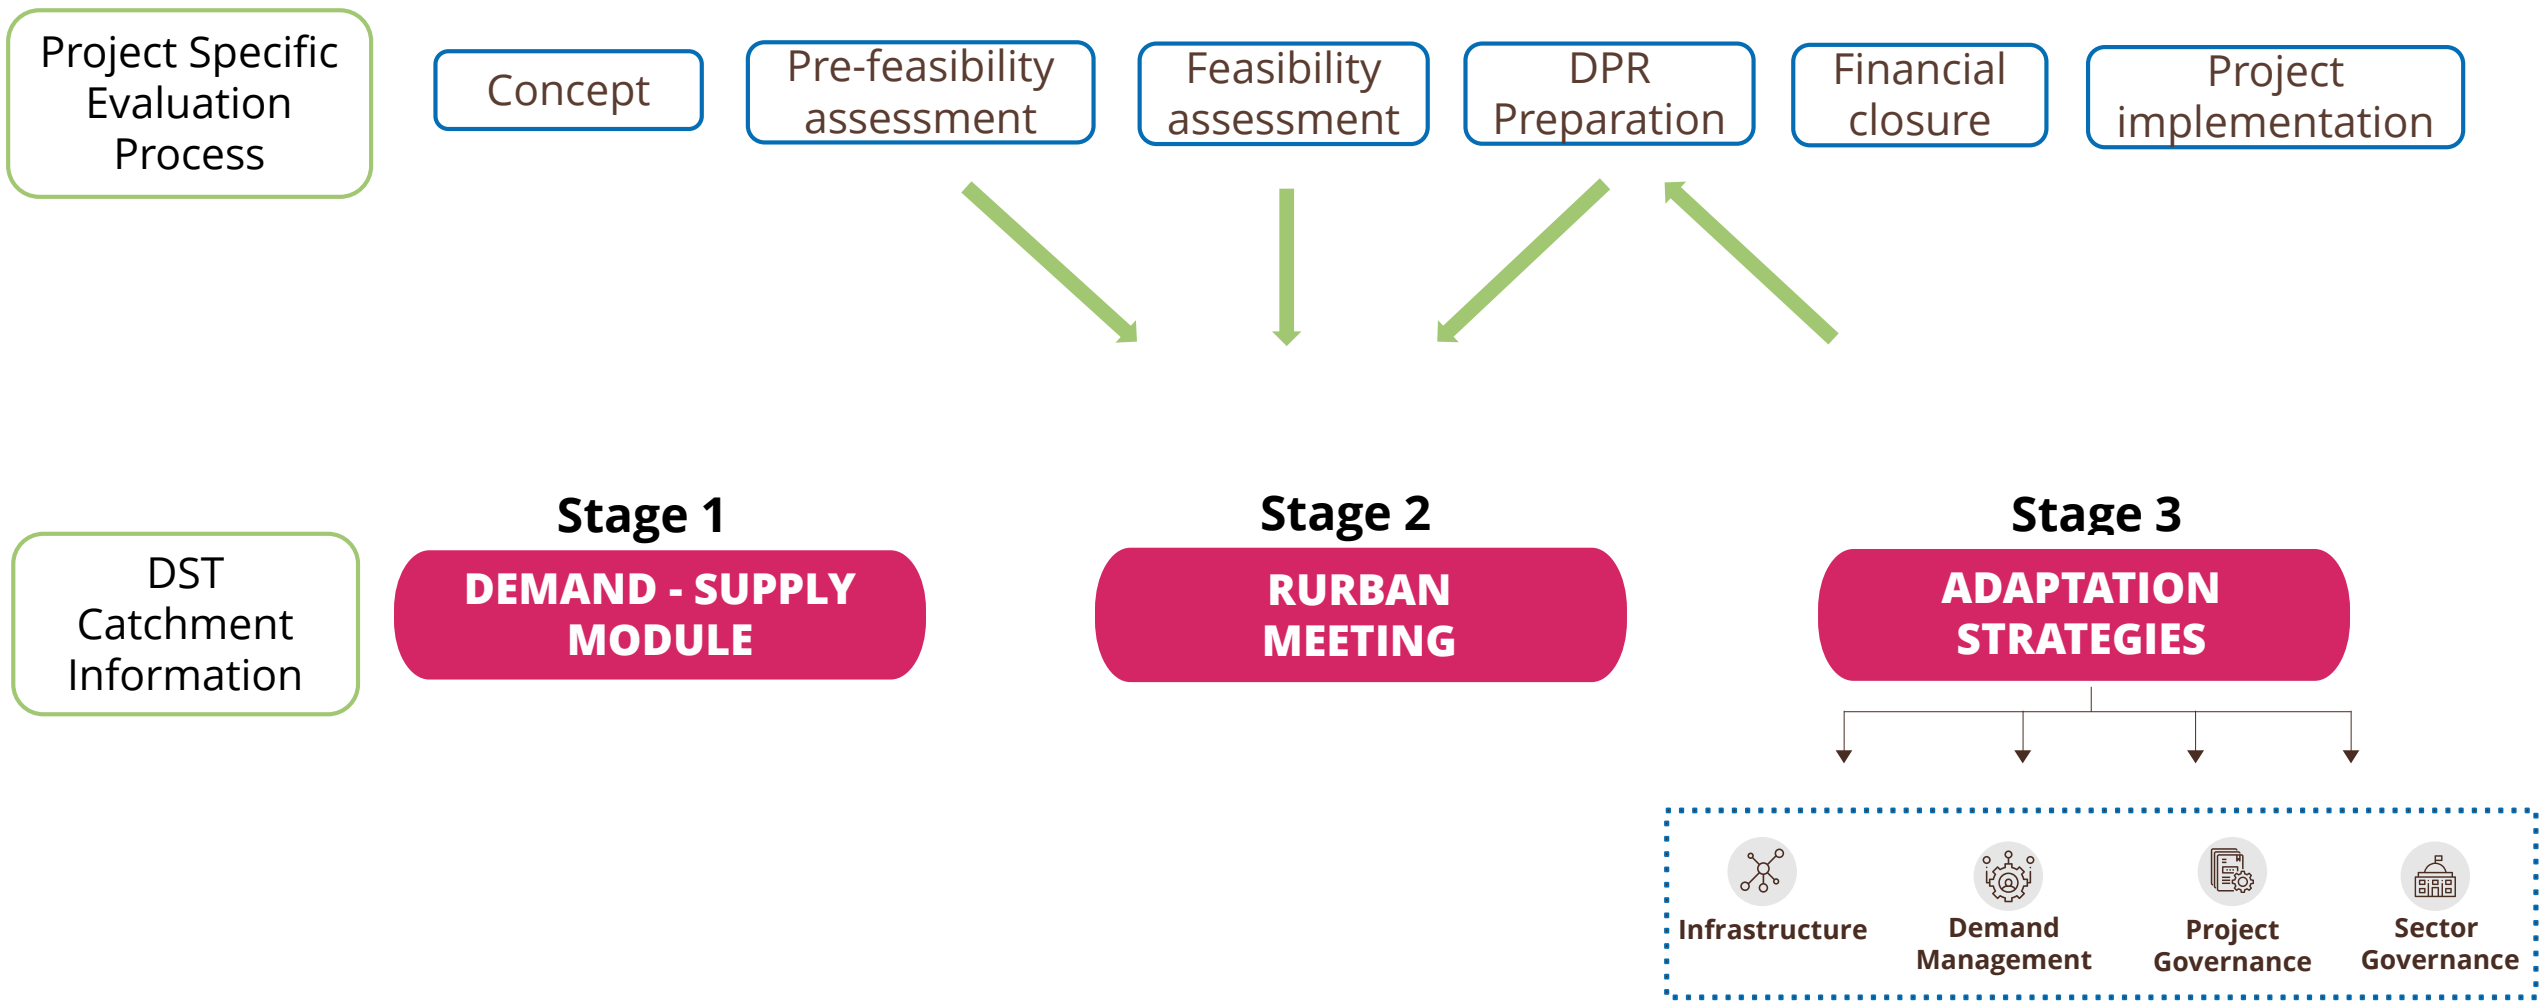 Project Specific
Evaluation
Process
Concept
Pre-feasibility
assessment
Feasibility
assessment
DPR
Preparation
Financial
closure
Project
implementation
DST
Catchment
Information
Stage 1
DEMAND - SUPPLY
MODULE
Stage 2
RURBAN
MEETING
Stage 3
ADAPTATION
STRATEGIES
Infrastructure
Demand
Management
Project
Governance
Sector
Governance